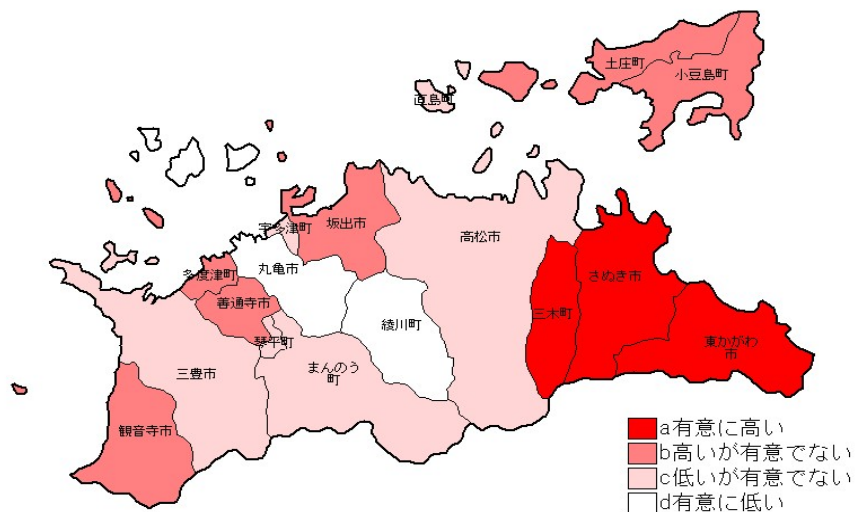 土庄町
小豆島町
直島町
宇多津町
坂出市
高松市
多度津町
丸亀市
さぬき市
善通寺市
三木町
綾川町
琴平町
東かがわ
市
三豊市
まんのう
町
観音寺市
a有意に高い
b高いが有意でない
c低いが有意でない
d有意に低い